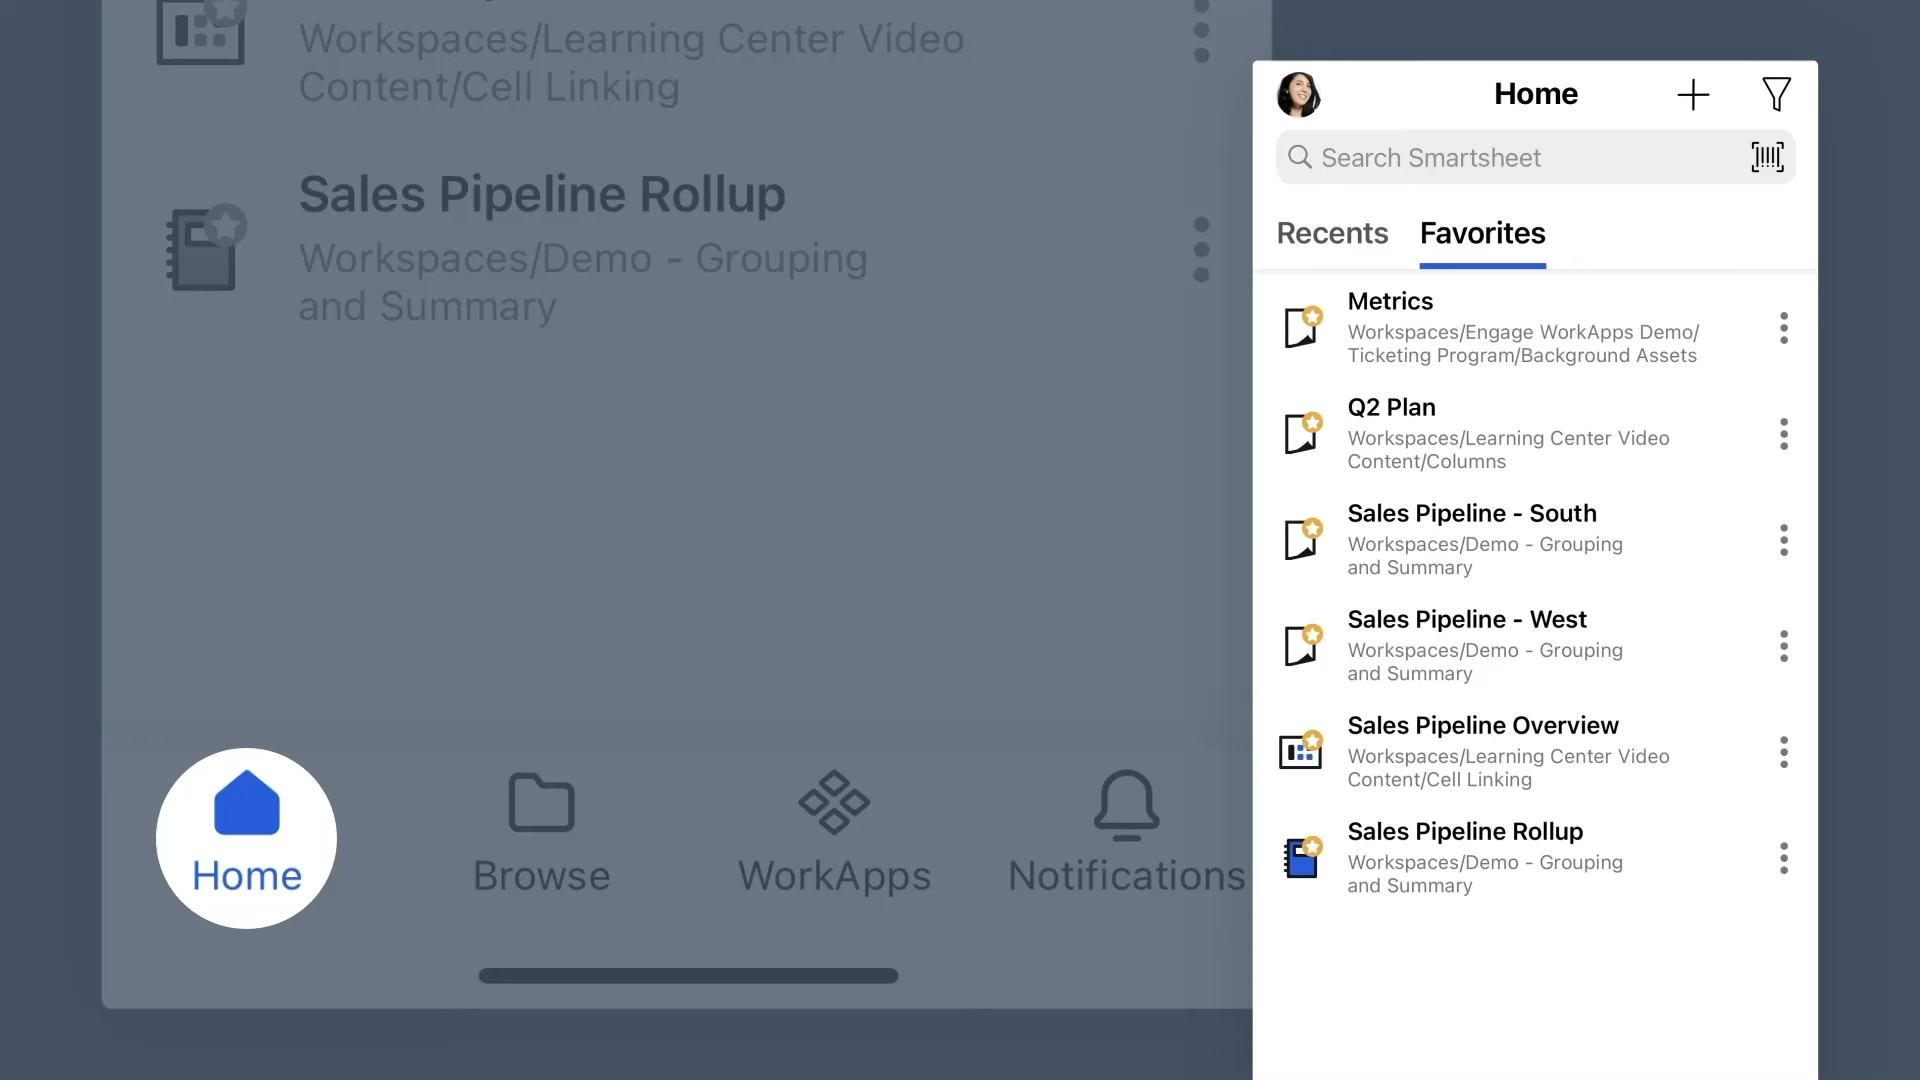 Workspaces/Learning Center Video
Content/Cell Linking
Sales Pipeline Rollup
Workspaces/Demo - Grouping
and Summary
Home
Browse
WorkApps
Notifications
Home
Search Smartsheet
Recents
Favorites
Metrics
Workspaces/Engage WorkApps Demo/
Ticketing Program/Background Assets
Q2 Plan
Workspaces/Learning Center Video
Content/Columns
Sales Pipeline - South
Workspaces/Demo - Grouping
and Summary
Sales Pipeline - West
Workspaces/Demo - Grouping
and Summary
Sales Pipeline Overview
Workspaces/Learning Center Video
Content/Cell Linking
Sales Pipeline Rollup
Workspaces/Demo - Grouping
and Summary